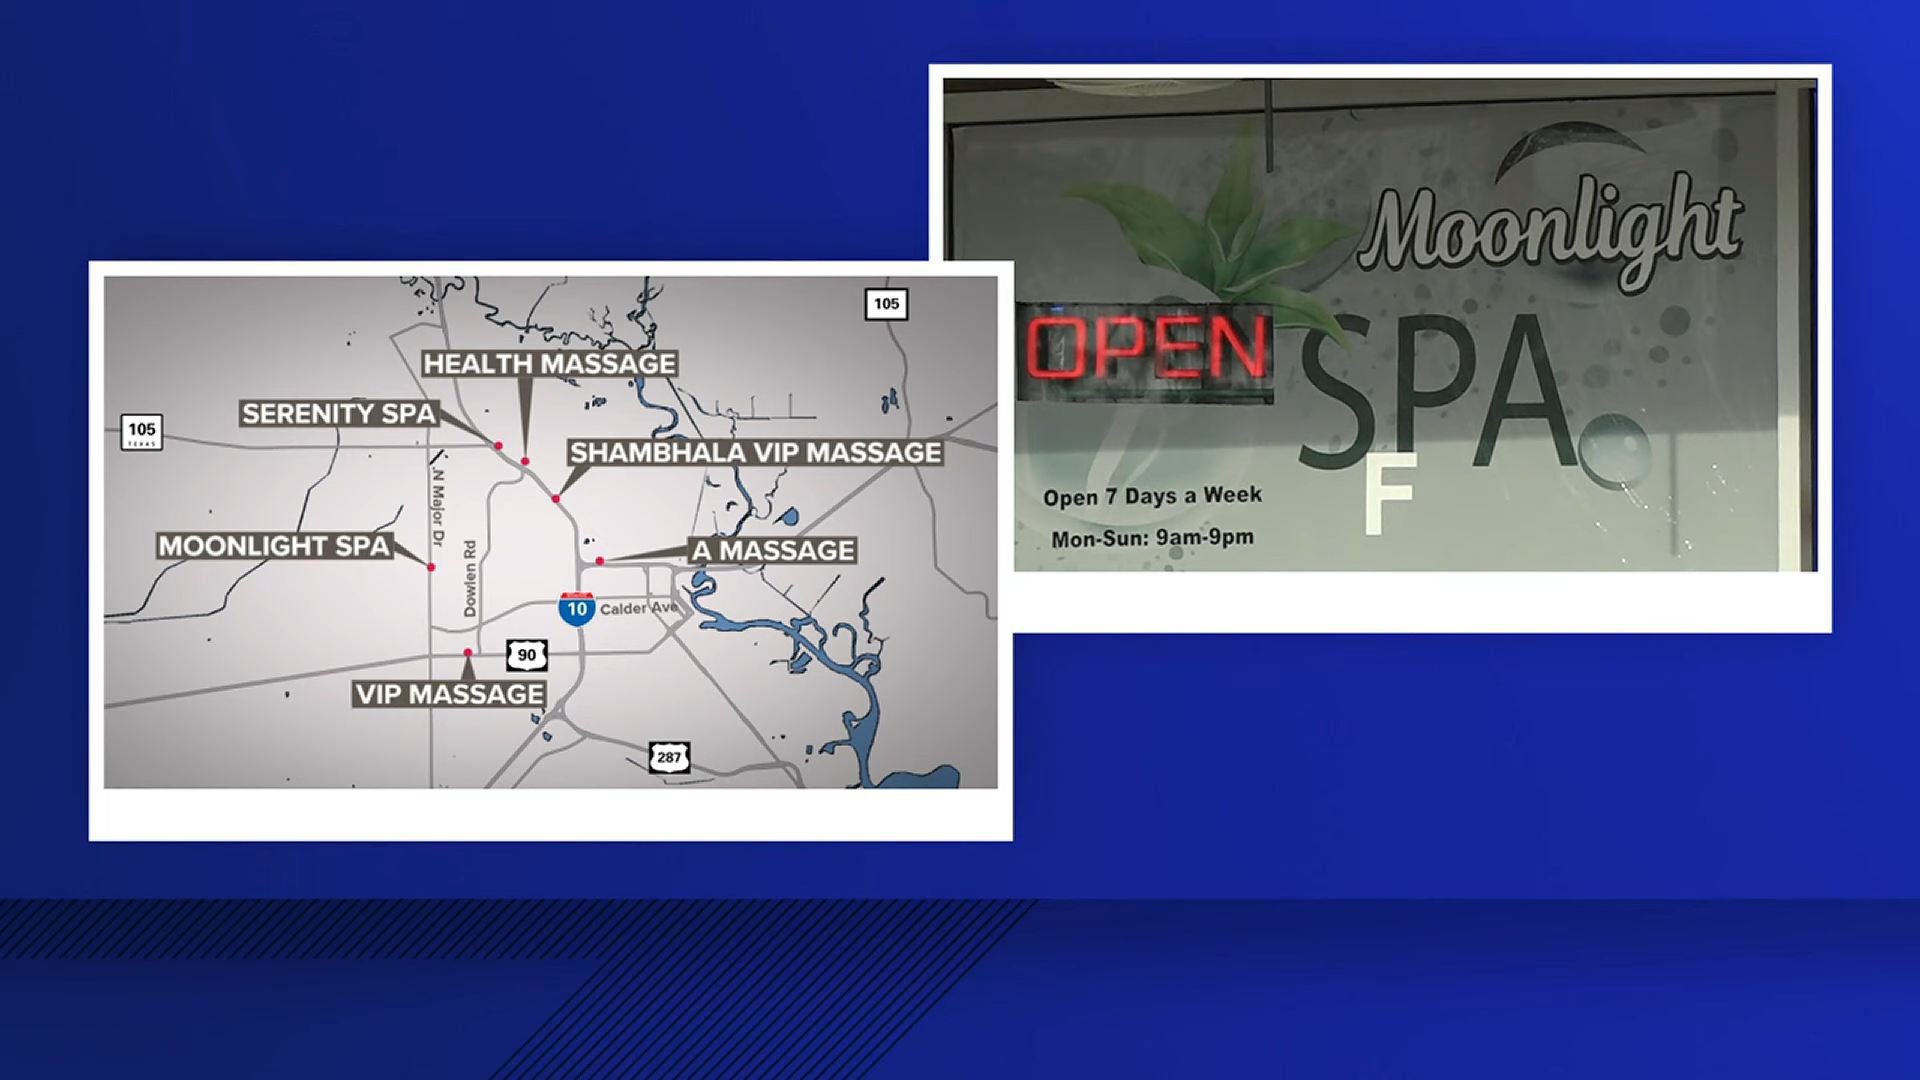 105
HEALTH MASSAGE
SERENITY SPA
105
TEXAS
SHAMBHALA VIP MASSAGE
N Major Dr
MOONLIGHT SPA
A MASSAGE
Dowlen Rd
10
Calder Ave
90
VIP MASSAGE
287
Moonlight
OPEN
SPA
F
Open 7 Days a Week
Mon-Sun: 9am-9pm